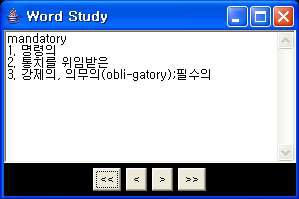 Word Study
mandatory
1, 명령의
2, 통치를 위임받은
3, 강제의, 의무의(obli-gatory);필수의
<< < > >>